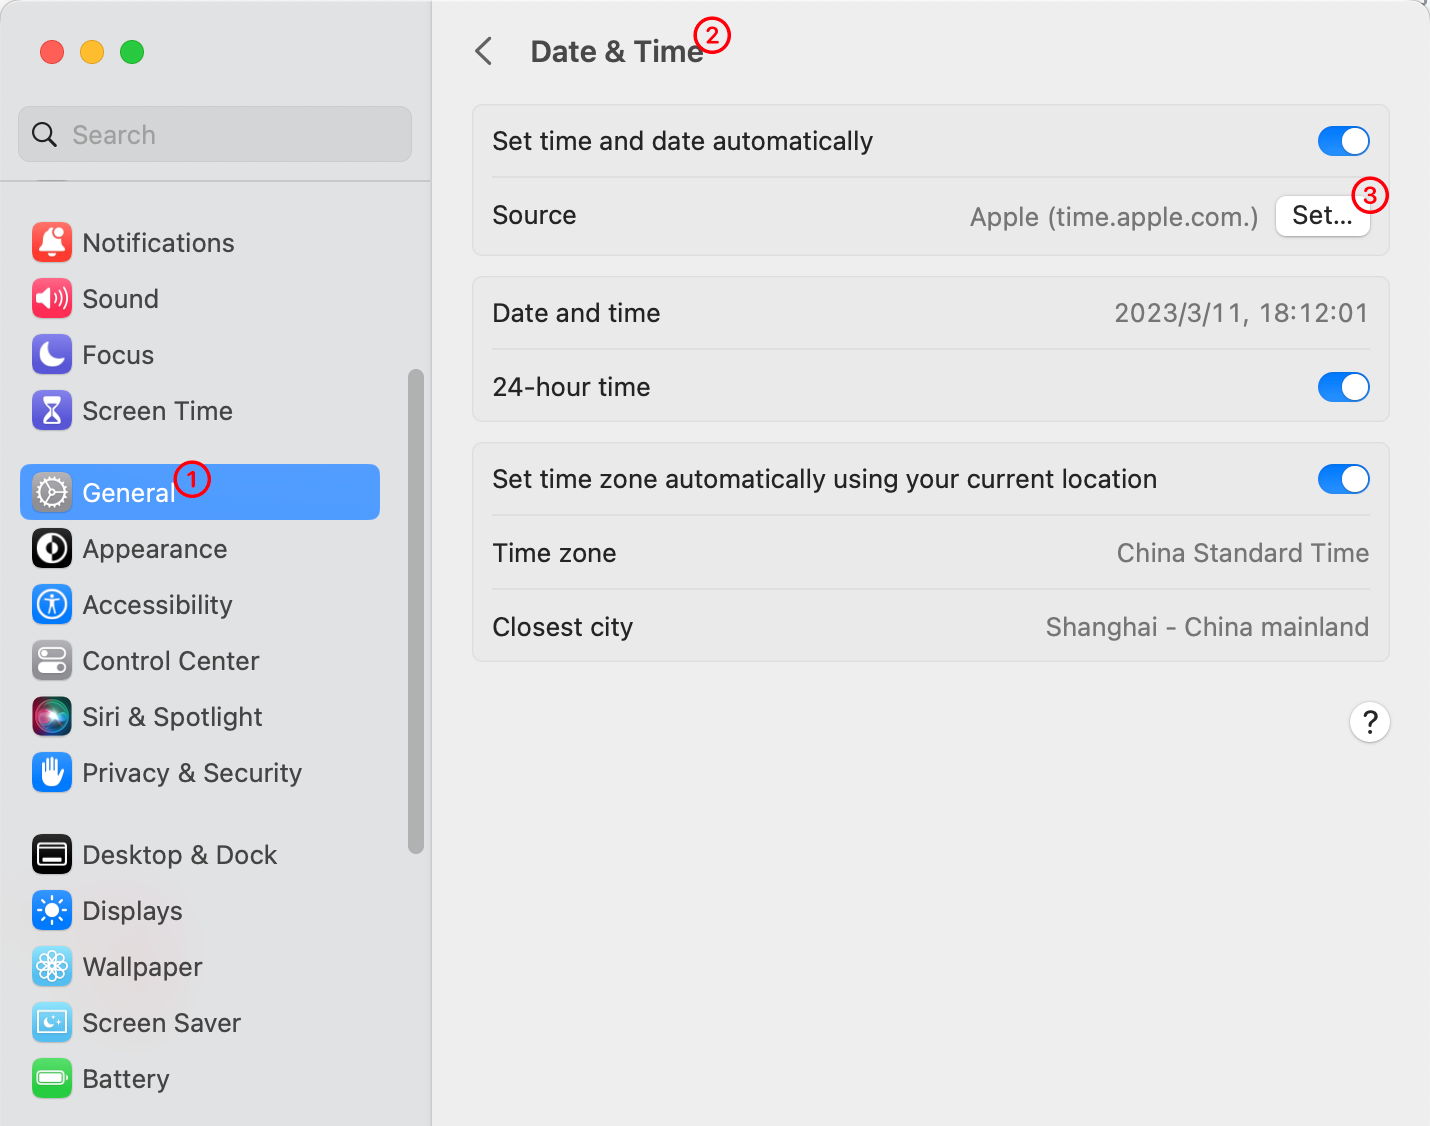 Search
Notifications
Sound
Focus
Screen Time
General 1
Appearance
Accessibility
Control Center
Siri & Spotlight
Privacy & Security
Desktop & Dock
Displays
Wallpaper
Screen Saver
Battery
Date & Time 2
Set time and date automatically
Source Apple (time.apple.com.) Set... 3
Date and time 2023/3/11, 18:12:01
24-hour time
Set time zone automatically using your current location
Time zone China Standard Time
Closest city Shanghai - China mainland
?